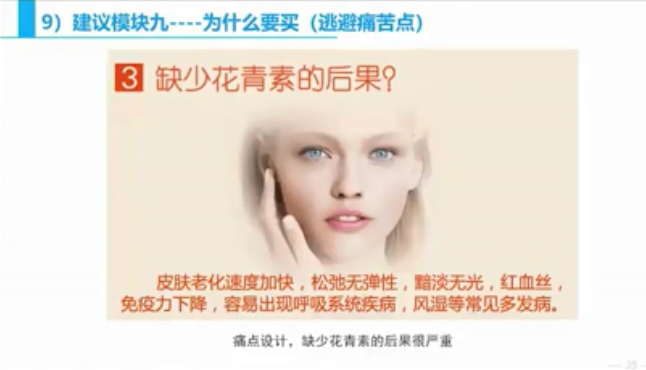 9）建议模块九----为什么要买（逃避痛苦点）
3 缺少花青素的后果？
皮肤老化速度加快，松弛无弹性，黯淡无光，红血丝，
免疫力下降，容易出现呼吸系统疾病，风湿等常见多发病。
痛点设计，缺少花青素的后果很严重